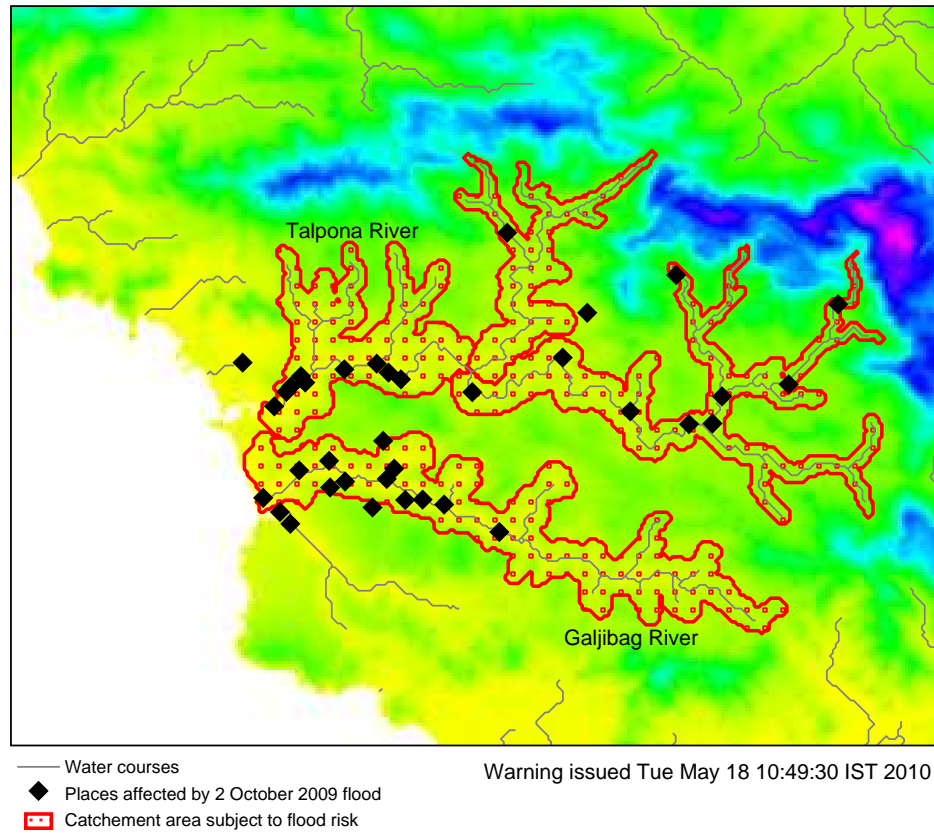 Talpona River
Galjibag River
Water courses
Warning issued Tue May 18 10:49:30 IST 2010
Places affected by 2 October 2009 flood
Catchement area subject to flood risk